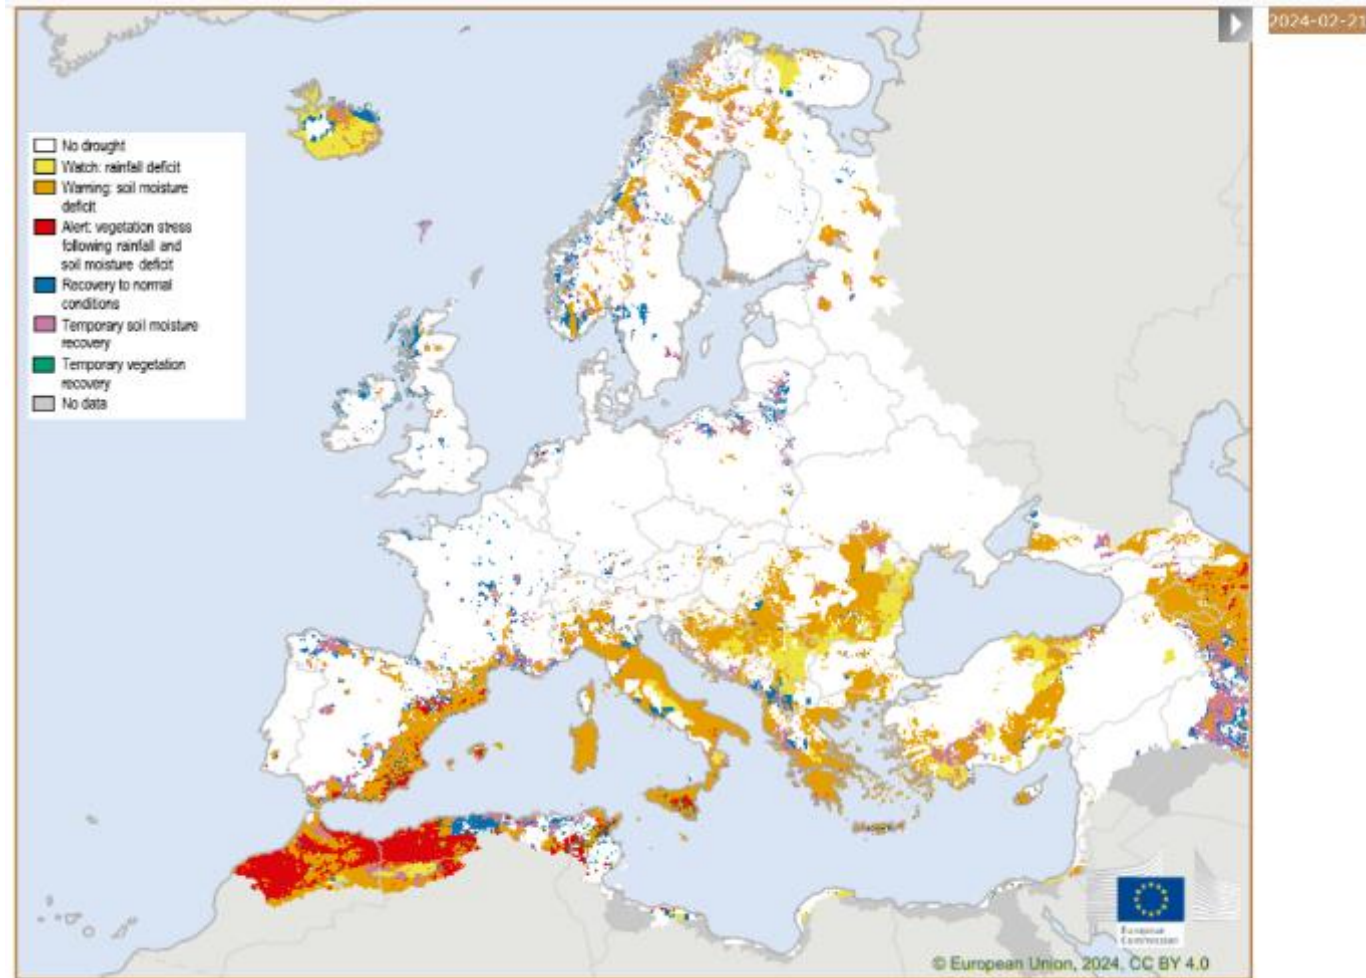 2024-02-21
No drought
Watch: rainfall deficit
Warning: soil moisture
deficit
Alert: vegetation stress
following rainfall and
soil moisture deficit
Recovery to normal
conditions
Temporary soil moisture
recovery
Temporary vegetation
recovery
No data
European
Commission
© European Union, 2024, CC BY 4.0